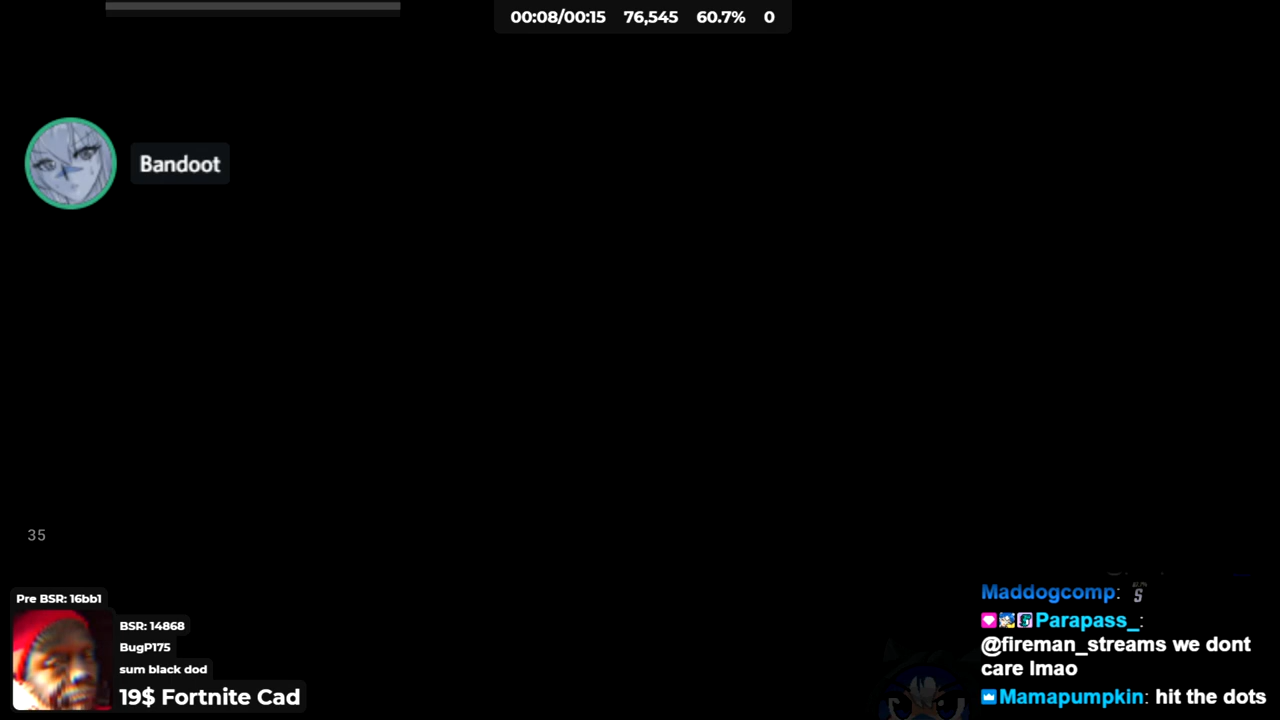 00:08/00:15 76,545 60.7% 0
Bandoot
35
Pre BSR: 16bb1
BSR: 14868
BugP175
sum black dod
19$ Fortnite Cad
Maddogcomp:
Parapass_:
@fireman_streams we dont
care lmao
Mamapumpkin: hit the dots